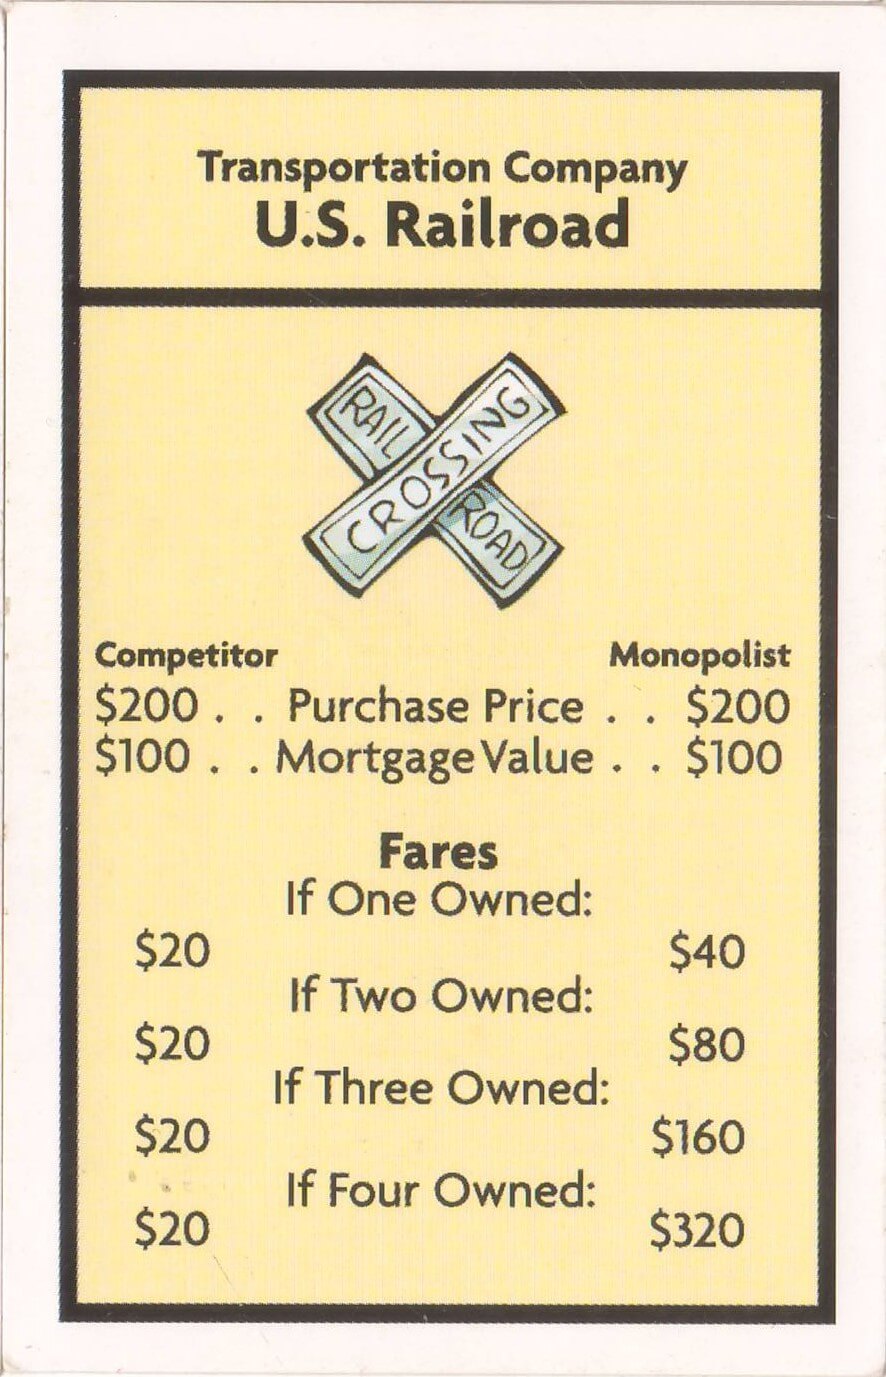 Transportation Company
U.S. Railroad
RAIL ROAD
CROSSING
Competitor Monopolist
$200 . . Purchase Price . . $200
$100 . . Mortgage Value . . $100
Fares
If One Owned:
$20 $40
If Two Owned:
$20 $80
If Three Owned:
$20 $160
If Four Owned:
$20 $320